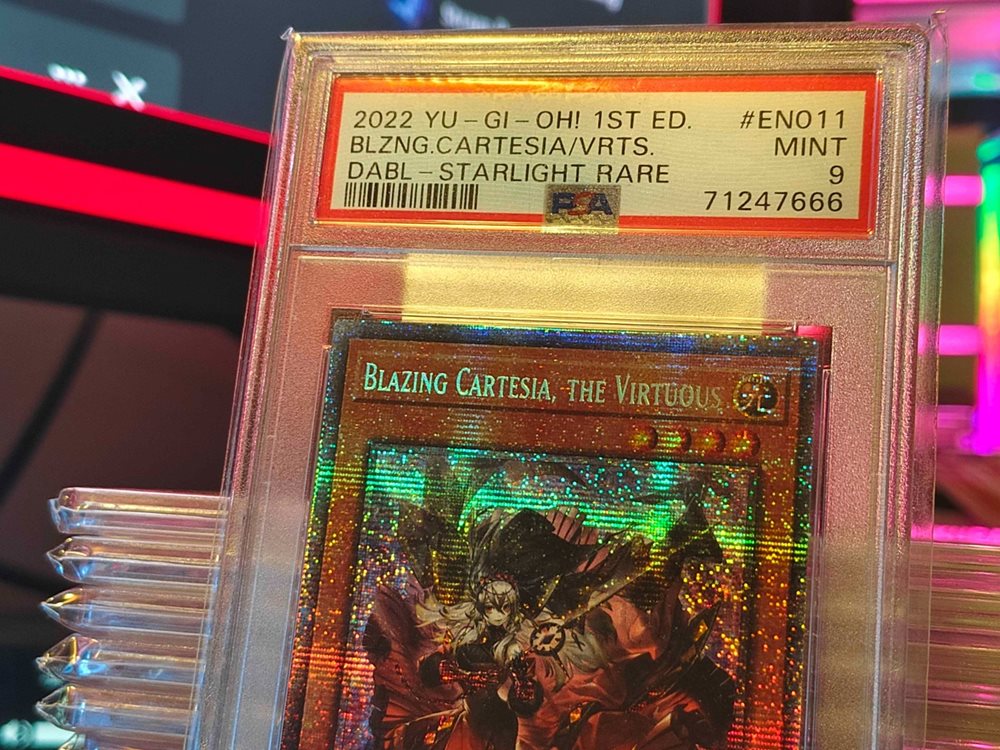 2022 YU-GI-OH! 1ST ED. #EN011
BLZNG.CARTESIA/VRTS. MINT
DABL-STARLIGHT RARE 9
PSA 71247666
BLAZING CARTESIA, THE VIRTUOUS